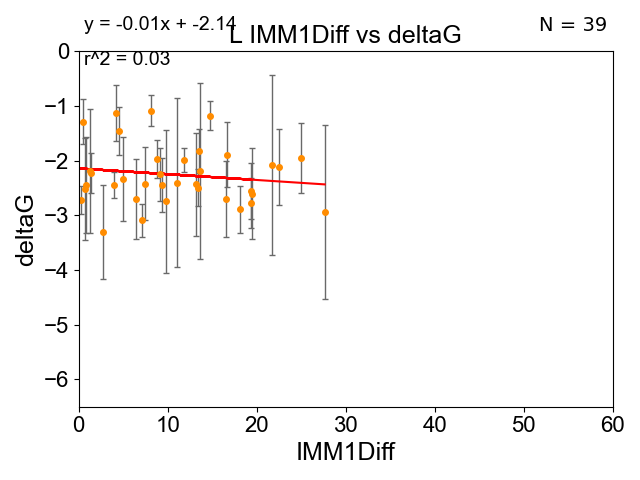 y = -0.01x + -2.14
N = 39
L IMM1Diff vs deltaG
r^2 = 0.03
0
−1
−2
−3
−4
−5
−6
deltaG
0 10 20 30 40 50 60
IMM1Diff